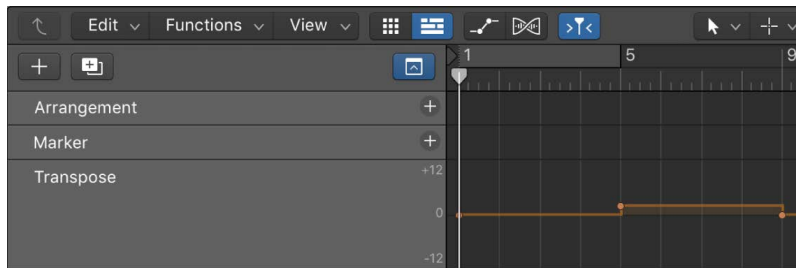 Edit Functions View
1 5 9
Arrangement
Marker
Transpose +12
0
-12